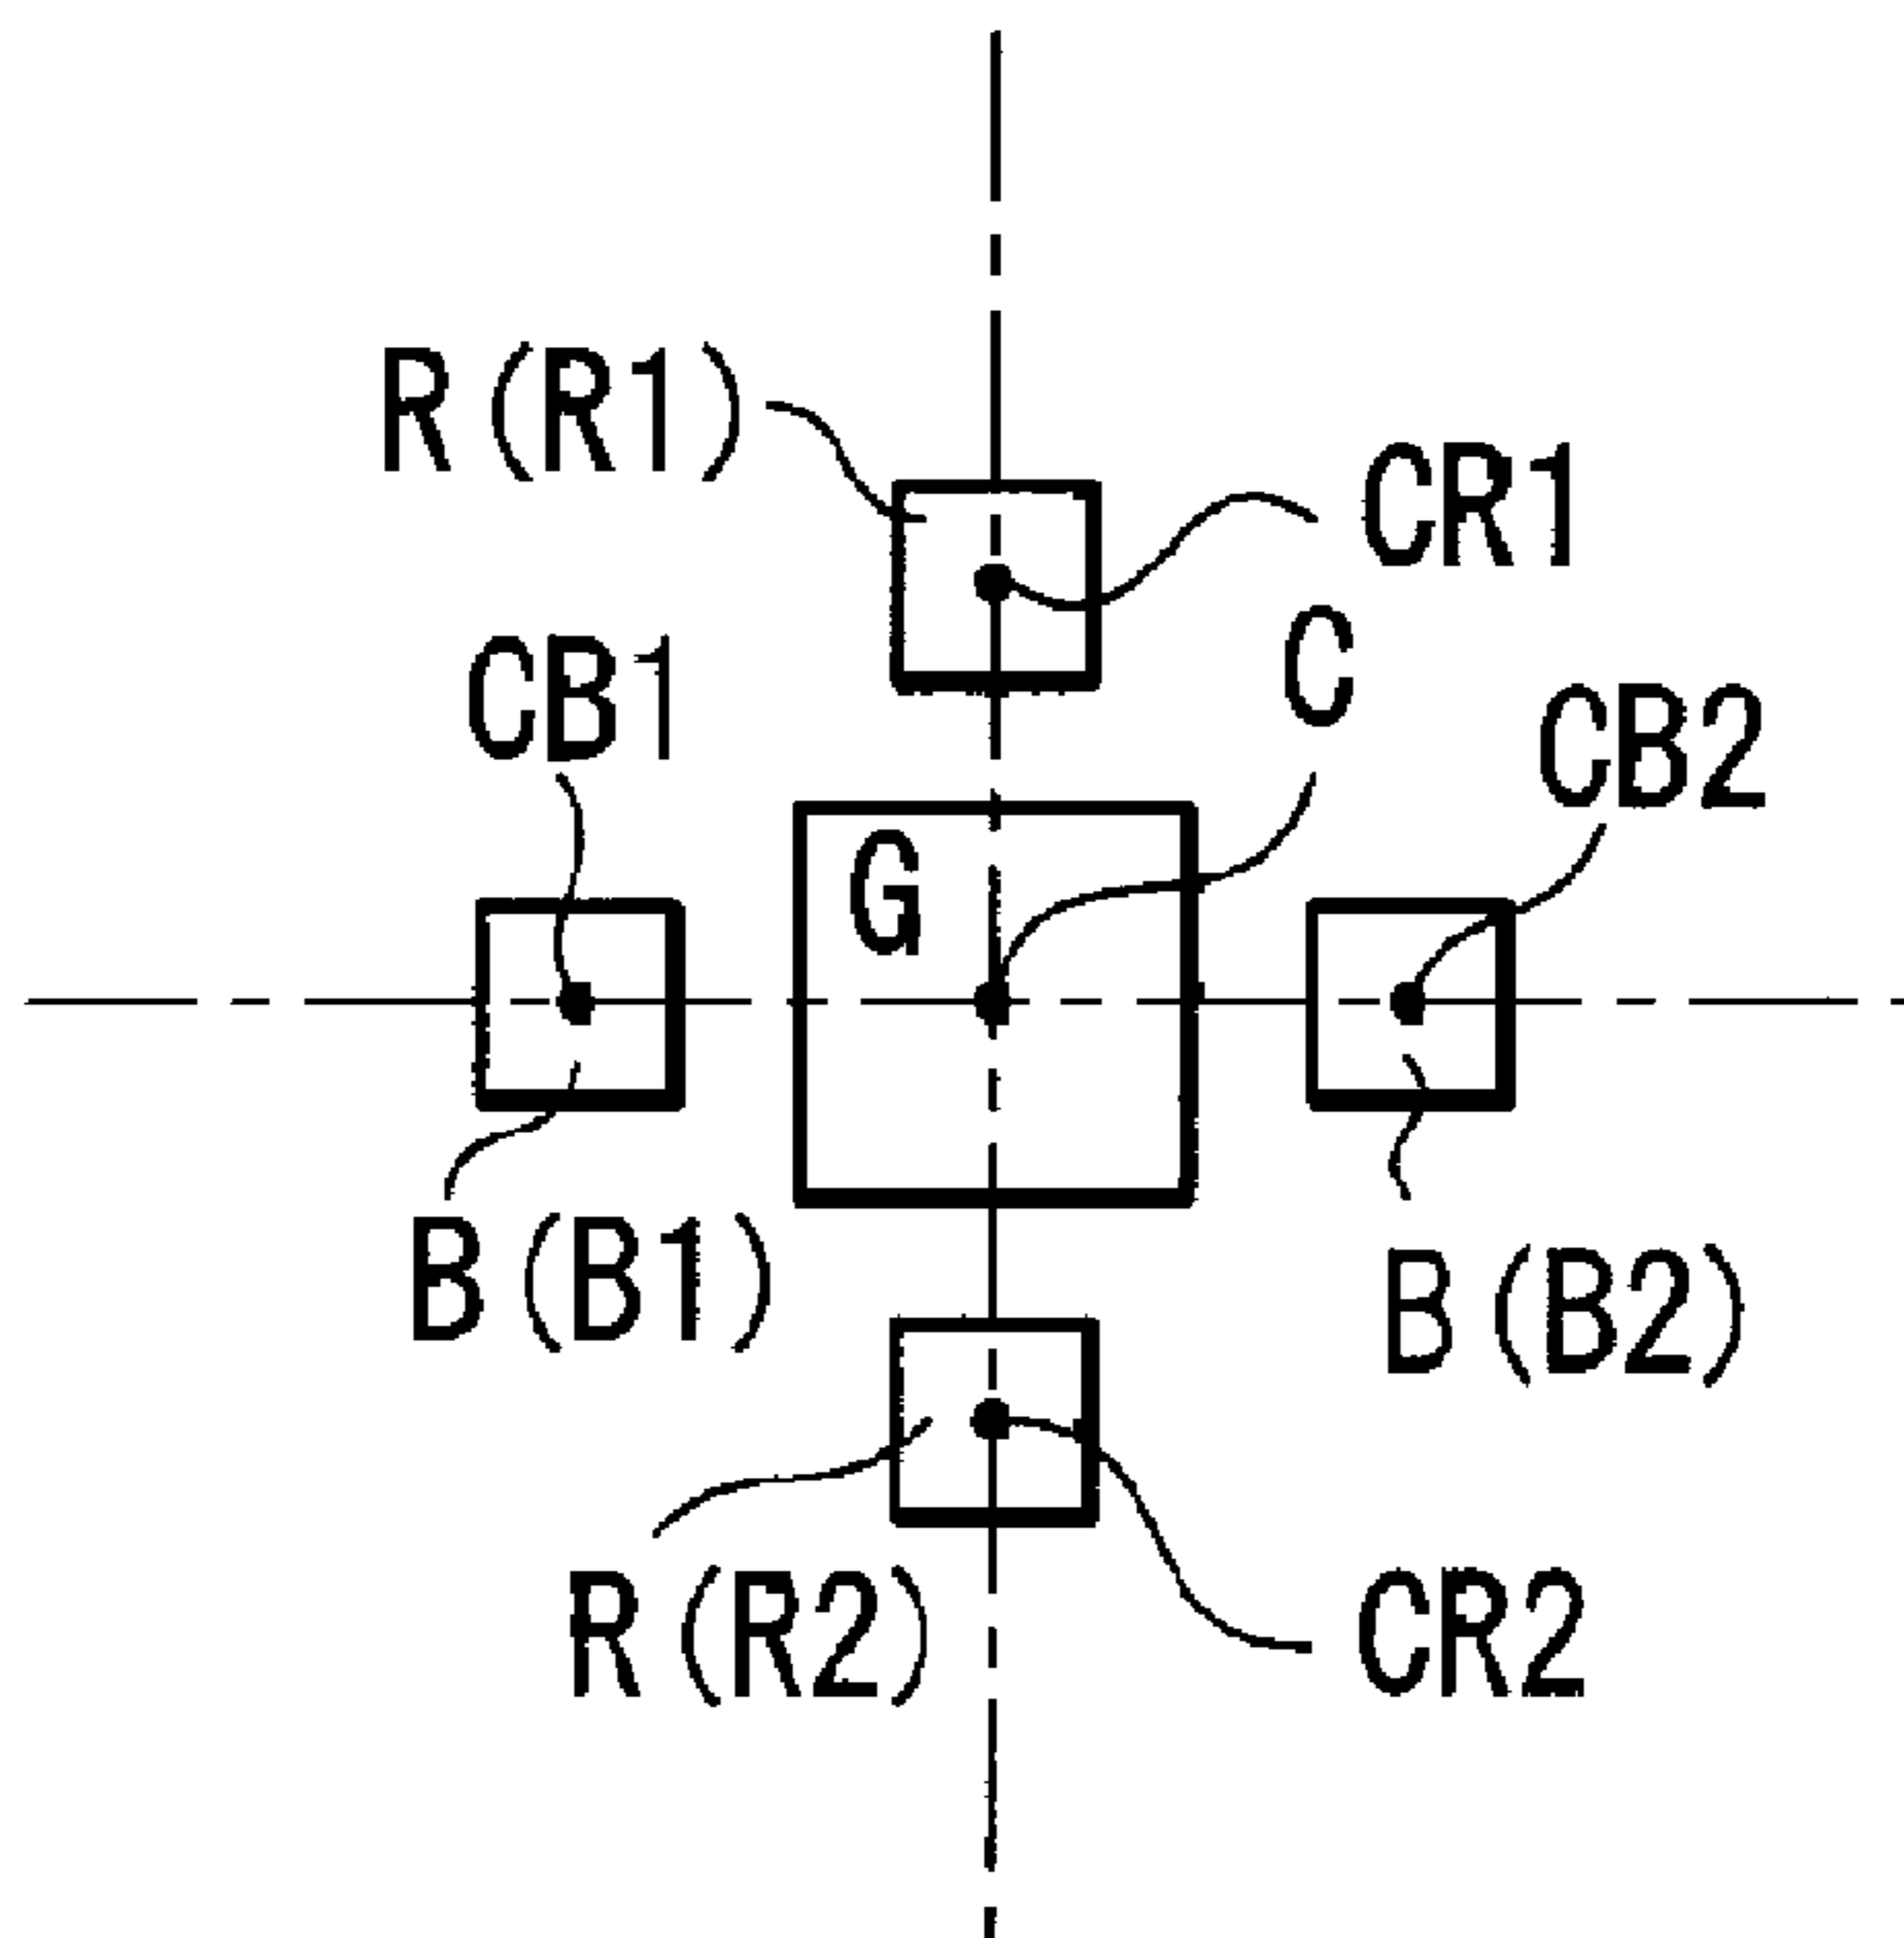 R(R1)
CR1
C
CB1
CB2
G
B(B1)
B(B2)
R(R2)
CR2